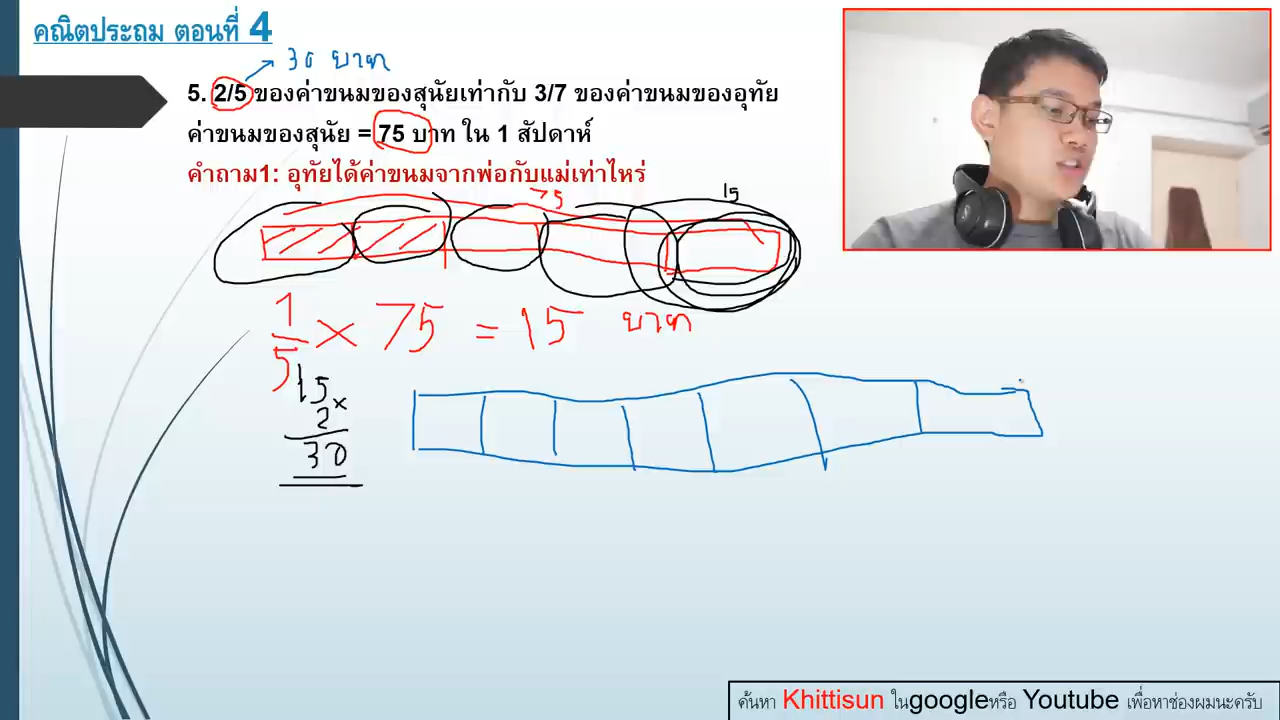 คณิตประถม ตอนที่ 4
30 บาท
5. 2/5 ของค่าขนมของสุนัยเท่ากับ 3/7 ของค่าขนมของอุทัย
ค่าขนมของสุนัย = 75 บาท ใน 1 สัปดาห์
คำถาม1: อุทัยได้ค่าขนมจากพ่อกับแม่เท่าไหร่
75 15
1/5 × 75 = 15 บาท
15 ×
2
30
ค้นหา Khittisun ในgoogleหรือ Youtube เพื่อหาช่องผมนะครับ